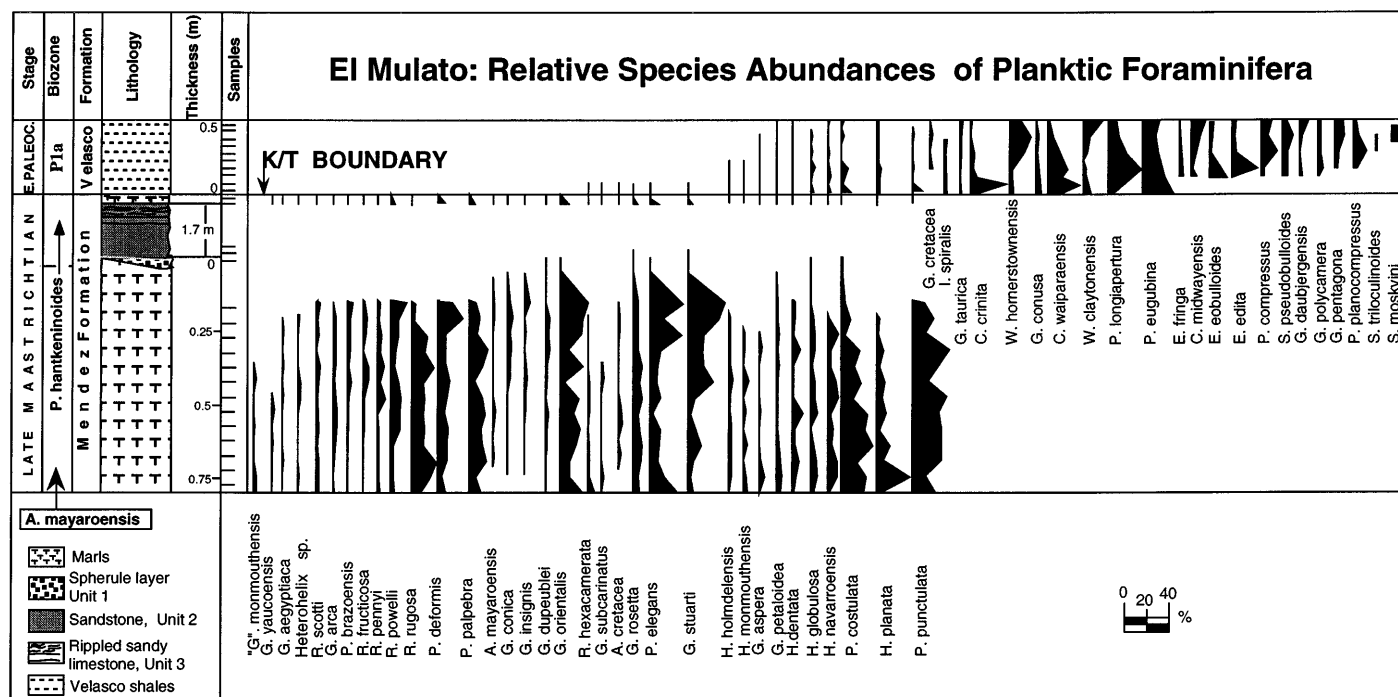 Stage
Biozone
Formation
Lithology
Thickness (m)
Samples
El Mulato: Relative Species Abundances of Planktic Foraminifera
E.PALEOC.
P1a
Velasco
0.5
0
K/T BOUNDARY
LATE MAASTRICHTIAN
P. hantkeninoides
Mendez Formation
1.7 m
0
0.25
0.5
0.75
G. cretacea
I. spiralis
G. taurica
C. crinita
W. hornerstownensis
G. conusa
C. waiparaensis
W. claytonensis
P. longiapertura
P. eugubina
E. fringa
C. midwayensis
E. eobulloides
E. edita
P. compressus
S. pseudobulloides
G. daubjergensis
G. polycamera
G. pentagona
P. planocompressus
S. triloculinoides
S. moskvini
A. mayaroensis
Marls
Spherule layer
Unit 1
Sandstone, Unit 2
Rippled sandy
limestone, Unit 3
Velasco shales
"G". monmouthensis
G. yaucoensis
G. aegyptiaca
Heterohelix sp.
R. scotti
G. arca
P. brazoensis
R. fructicosa
R. pennyi
R. powelli
R. rugosa
P. deformis
P. palpebra
A. mayaroensis
G. conica
G. insignis
G. dupeublei
G. orientalis
R. hexacamerata
G. subcarinatus
A. cretacea
G. rosetta
P. elegans
G. stuarti
H. holmdelensis
H. monmouthensis
G. aspera
G. petaloidea
H.dentata
H. globulosa
H. navarroensis
P. costulata
H. planata
P. punctulata
0 20 40
%